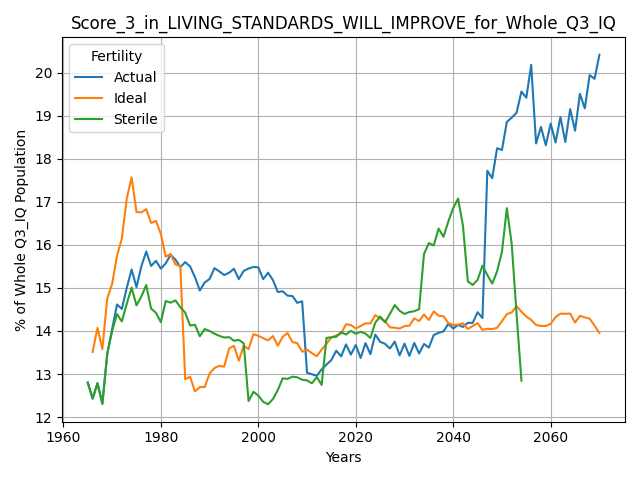 Score_3_in_LIVING_STANDARDS_WILL_IMPROVE_for_Whole_Q3_IQ
Fertility
Actual
Ideal
Sterile
% of Whole Q3_IQ Population
20
19
18
17
16
15
14
13
12
1960 1980 2000 2020 2040 2060
Years